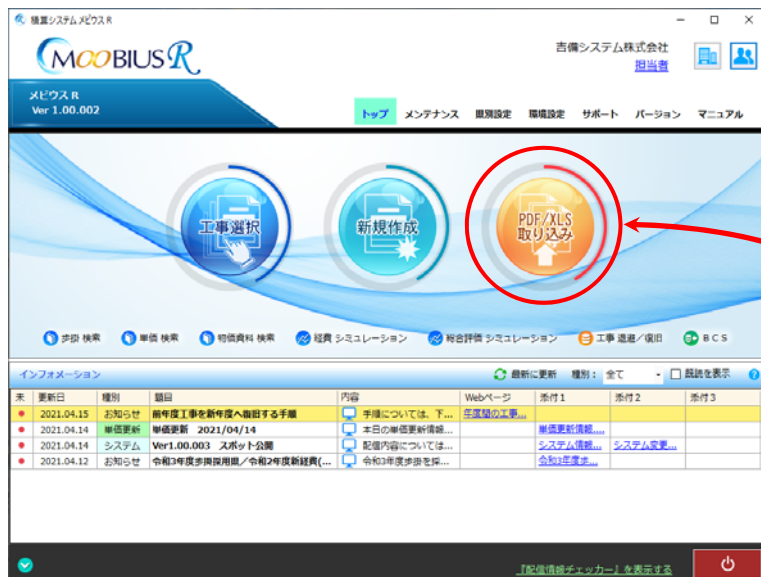 積算システム メビウス R
MOOBIUS R
吉備システム株式会社
担当者
メビウス R
Ver 1.00.002
トップ メンテナンス 種別設定 環境設定 サポート バージョン マニュアル
工事選択
新規作成
PDF/XLS
取り込み
歩掛 検索 単価 検索 物価資料 検索 経費 シミュレーション 総合評価 シミュレーション 工事 退避/復旧 BCS
インフォメーション 最新に更新 種別： 全て 既読を表示
未 更新日 種別 題目 内容 Webページ 添付1 添付2 添付3
2021.04.15 お知らせ 前年度工事を新年度へ復旧する手順 手順については、下... 年度間の工事...
2021.04.14 単価更新 単価更新 2021/04/14 本日の単価更新情報... 単価更新情報....
2021.04.14 システム Ver1.00.003 スポット公開 配信内容については... システム情報... システム変更...
2021.04.12 お知らせ 令和3年度歩掛採用版／令和2年度新経費(... 令和3年度歩掛を採... 令和3年度歩...
『配信情報チェッカー』を表示する